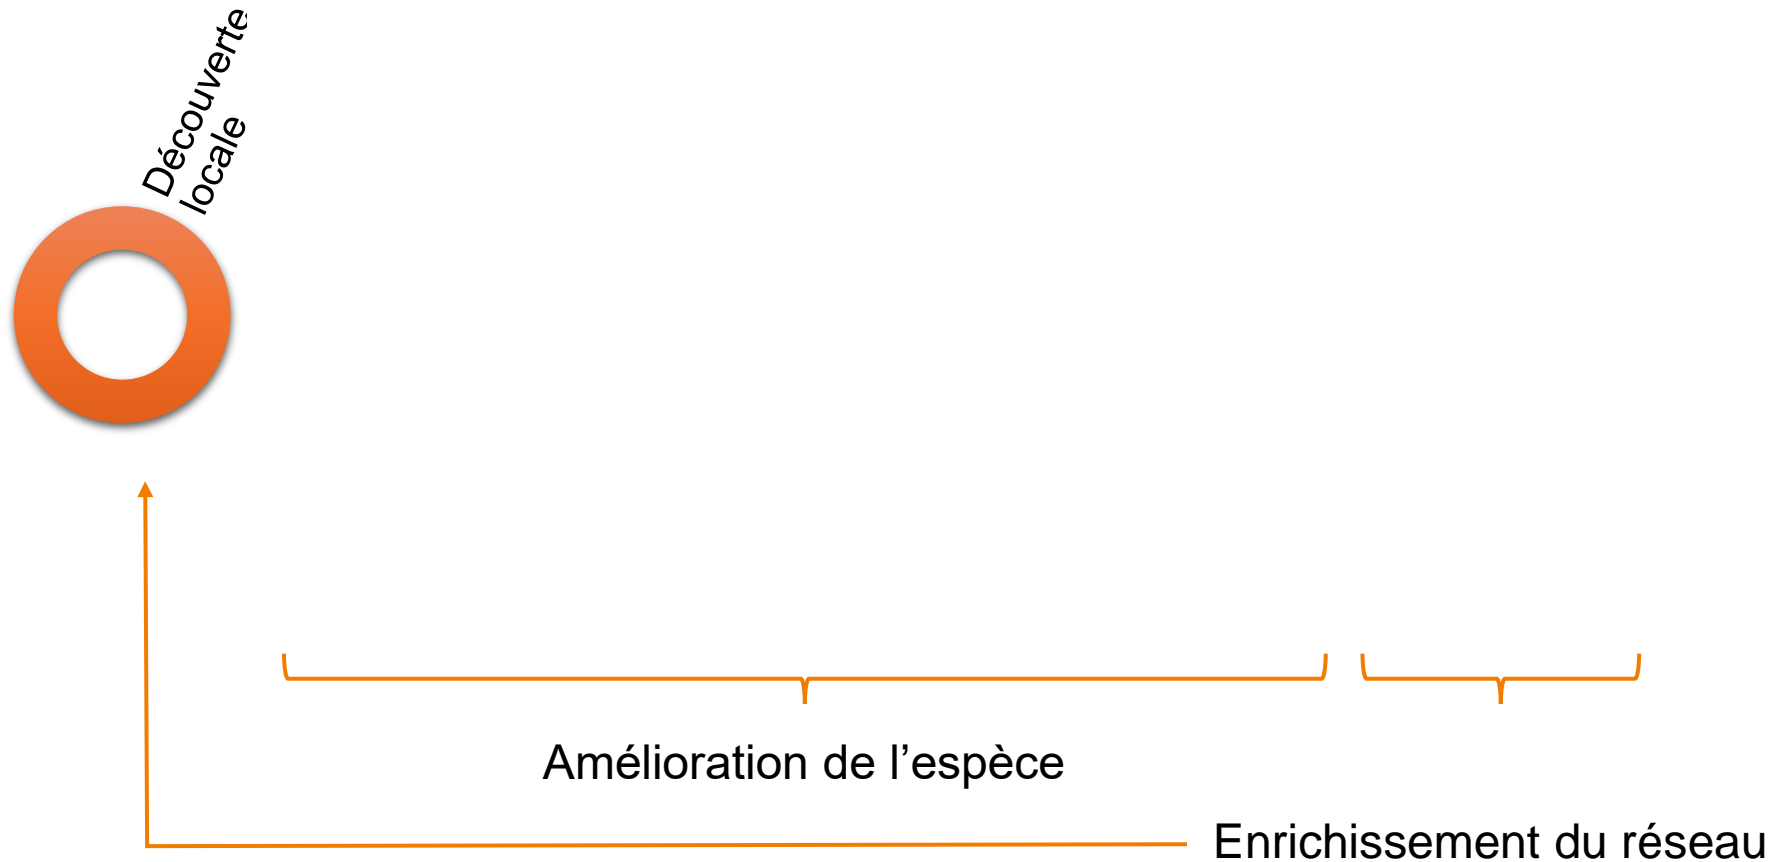 Découverte
locale
Amélioration de l’espèce
Enrichissement du réseau